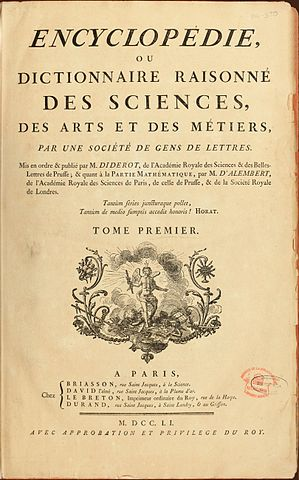 ENCYCLOPÉDIE,
OU
DICTIONNAIRE RAISONNÉ
DES SCIENCES,
DES ARTS ET DES MÉTIERS,
PAR UNE SOCIÉTÉ DE GENS DE LETTRES.
Mis en ordre & publié par M. DIDEROT, de l'Académie Royale des Sciences & des Belles-
Lettres de Prusse; & quant à la PARTIE MATHÉMATIQUE, par M. D'ALEMBERT,
de l'Académie Royale des Sciences de Paris, de celle de Prusse, & de la Société Royale
de Londres.
Tantùm series juncturaque pollet,
Tantùm de medio sumptis accedit honoris! HORAT.
TOME PREMIER.
A PARIS,
Chez
BRIASSON, rue Saint Jacques, à la Science.
DAVID l'aîné, rue Saint Jacques, à la Plume d'or.
LE BRETON, Imprimeur ordinaire du Roy, rue de la Harpe.
DURAND, rue Saint Jacques, à Saint Landry, & au Griffon.
M. DCC. LI.
AVEC APPROBATION ET PRIVILEGE DU ROY.